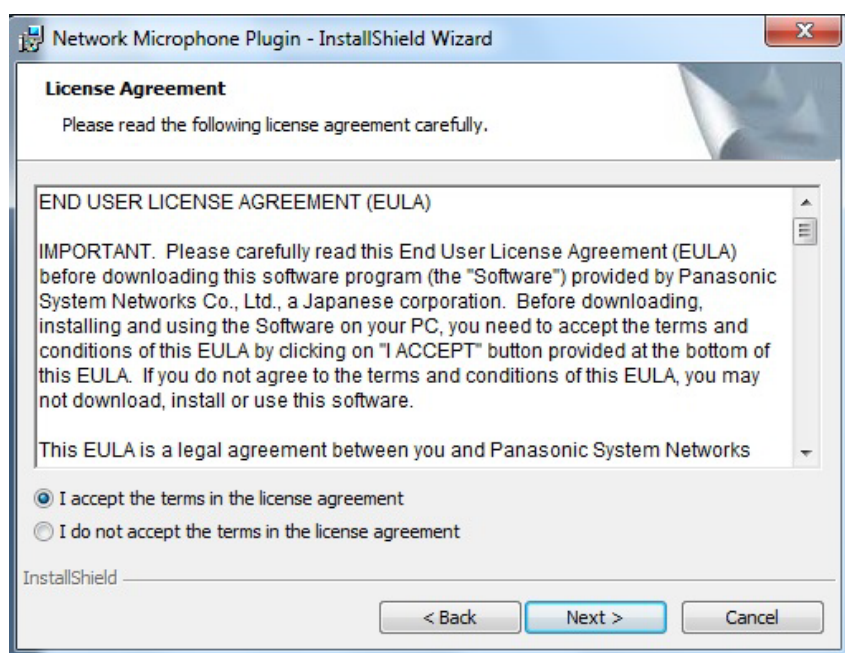 Network Microphone Plugin - InstallShield Wizard
License Agreement
Please read the following license agreement carefully.
END USER LICENSE AGREEMENT (EULA)
IMPORTANT.  Please carefully read this End User License Agreement (EULA)
before downloading this software program (the "Software") provided by Panasonic
System Networks Co., Ltd., a Japanese corporation.  Before downloading,
installing and using the Software on your PC, you need to accept the terms and
conditions of this EULA by clicking on "I ACCEPT" button provided at the bottom of
this EULA.  If you do not agree to the terms and conditions of this EULA, you may
not download, install or use this software.
This EULA is a legal agreement between you and Panasonic System Networks
I accept the terms in the license agreement
I do not accept the terms in the license agreement
InstallShield
< Back
Next >
Cancel